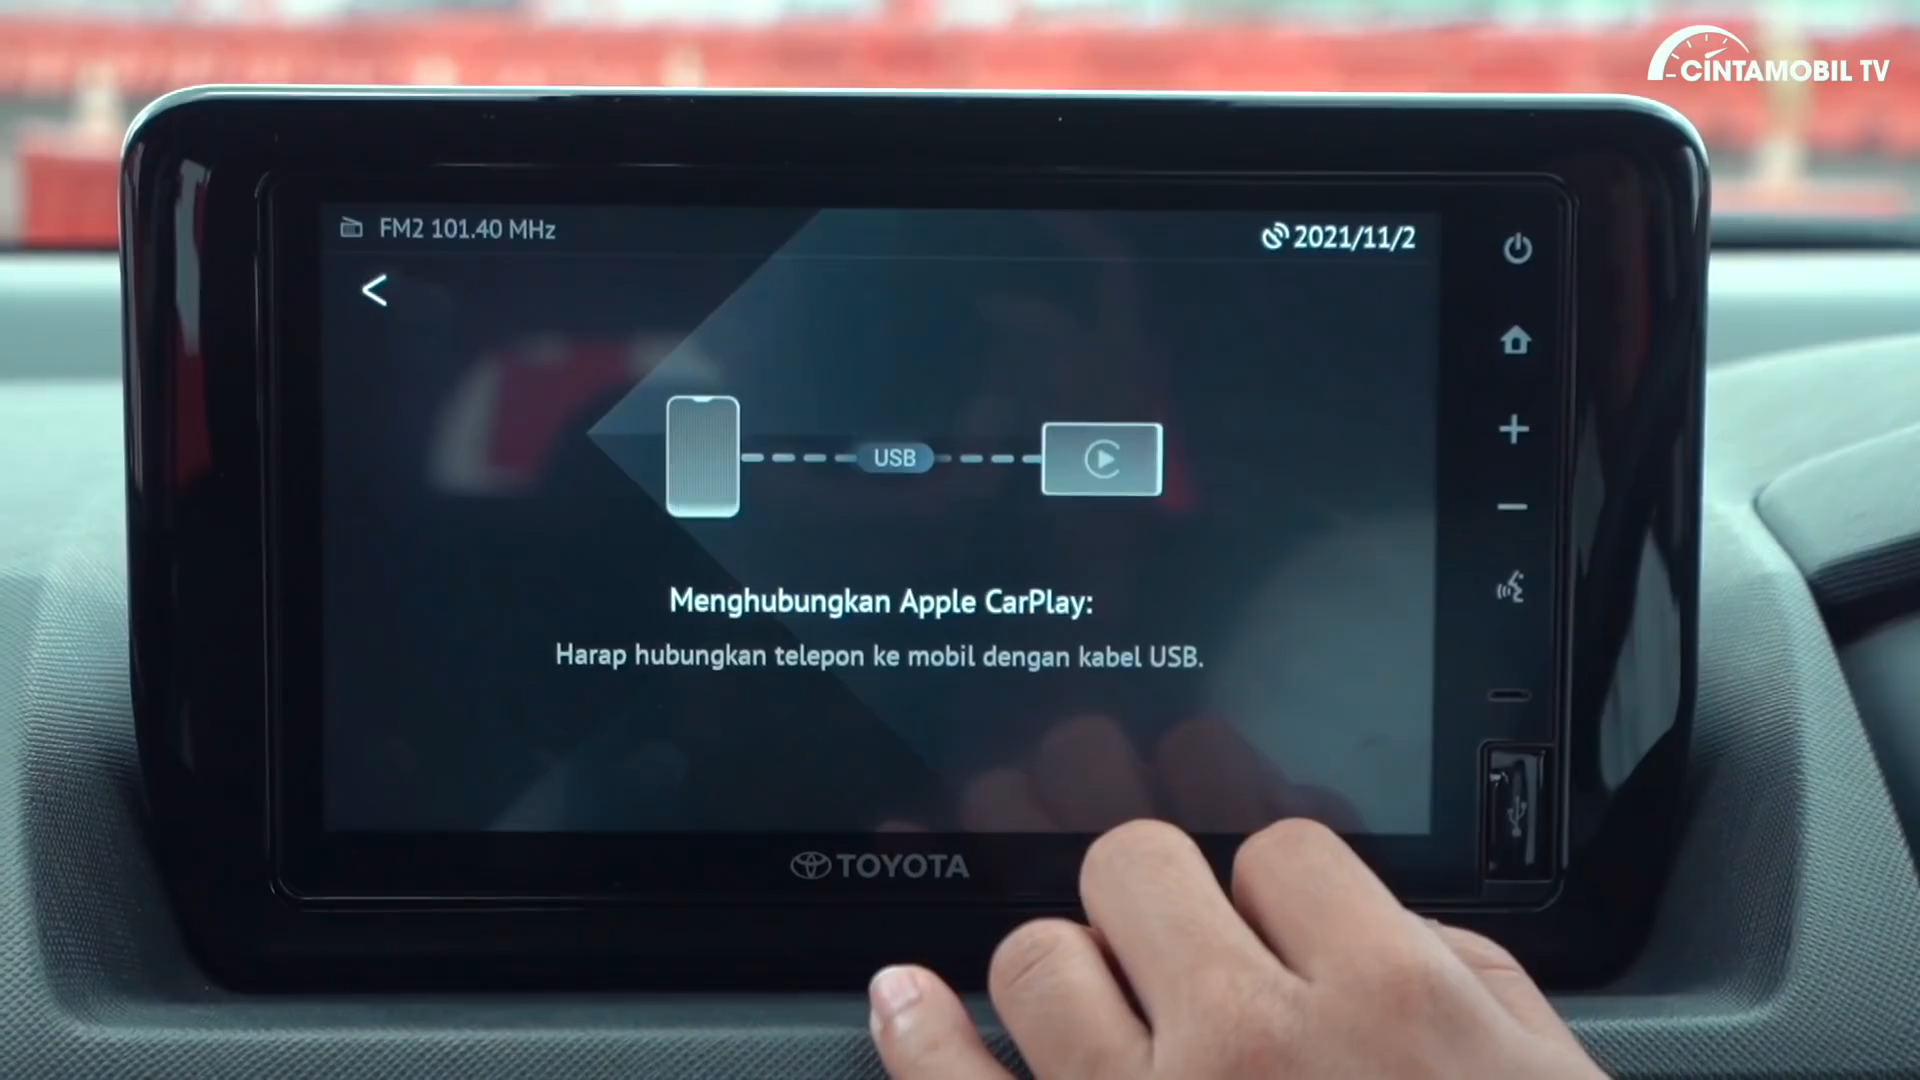 CINTAMOBIL TV
FM2 101.40 MHz
2021/11/2
USB
Menghubungkan Apple CarPlay:
Harap hubungkan telepon ke mobil dengan kabel USB.
TOYOTA